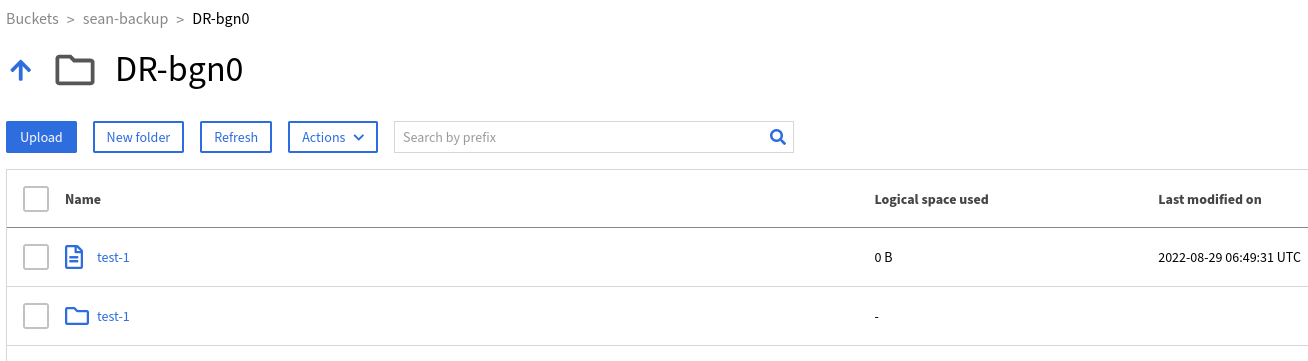 Buckets > sean-backup > DR-bgn0
DR-bgn0
Upload New folder Refresh Actions Search by prefix
Name Logical space used Last modified on
test-1 0 B 2022-08-29 06:49:31 UTC
test-1 -